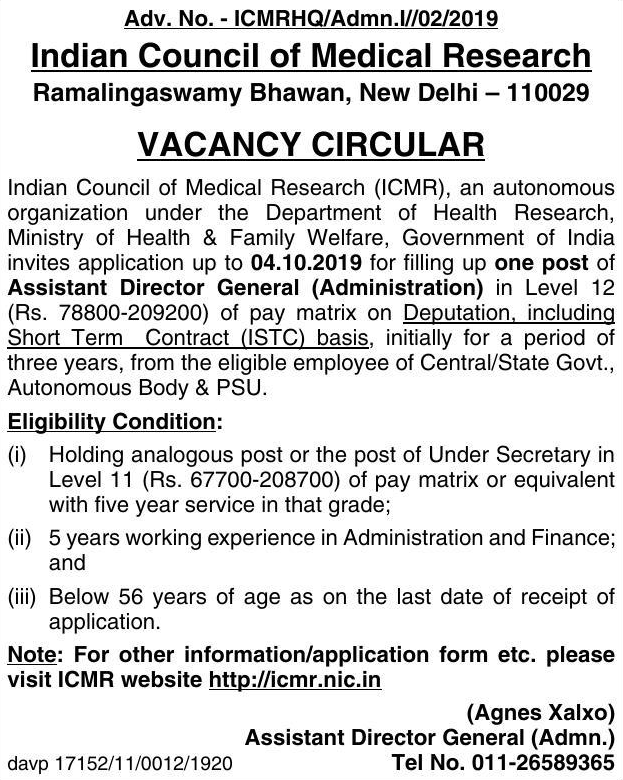 Adv. No. - ICMRHQ/Admn.I//02/2019
Indian Council of Medical Research
Ramalingaswamy Bhawan, New Delhi – 110029
VACANCY CIRCULAR
Indian Council of Medical Research (ICMR), an autonomous
organization under the Department of Health Research,
Ministry of Health & Family Welfare, Government of India
invites application up to 04.10.2019 for filling up one post of
Assistant Director General (Administration) in Level 12
(Rs. 78800-209200) of pay matrix on Deputation, including
Short Term Contract (ISTC) basis, initially for a period of
three years, from the eligible employee of Central/State Govt.,
Autonomous Body & PSU.
Eligibility Condition:
(i) Holding analogous post or the post of Under Secretary in
Level 11 (Rs. 67700-208700) of pay matrix or equivalent
with five year service in that grade;
(ii) 5 years working experience in Administration and Finance;
and
(iii) Below 56 years of age as on the last date of receipt of
application.
Note: For other information/application form etc. please
visit ICMR website http://icmr.nic.in
(Agnes Xalxo)
Assistant Director General (Admn.)
davp 17152/11/0012/1920 Tel No. 011-26589365